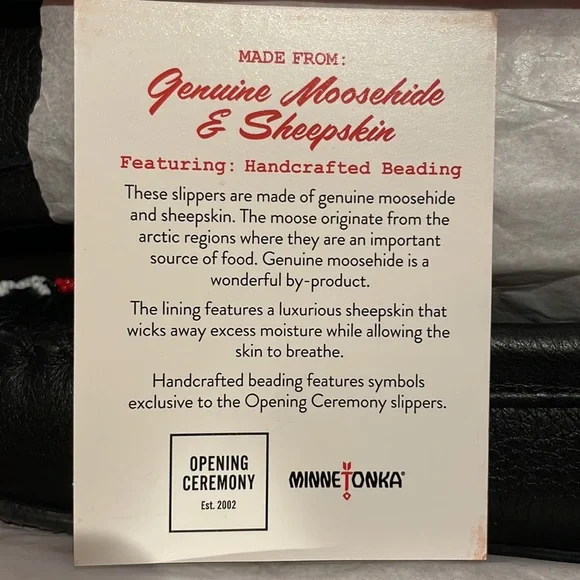 MADE FROM:
Genuine Moosehide
& Sheepskin
Featuring: Handcrafted Beading
These slippers are made of genuine moosehide
and sheepskin. The moose originate from the
arctic regions where they are an important
source of food. Genuine moosehide is a
wonderful by-product.
The lining features a luxurious sheepskin that
wicks away excess moisture while allowing the
skin to breathe.
Handcrafted beading features symbols
exclusive to the Opening Ceremony slippers.
OPENING
CEREMONY
Est. 2002
MINNETONKA®